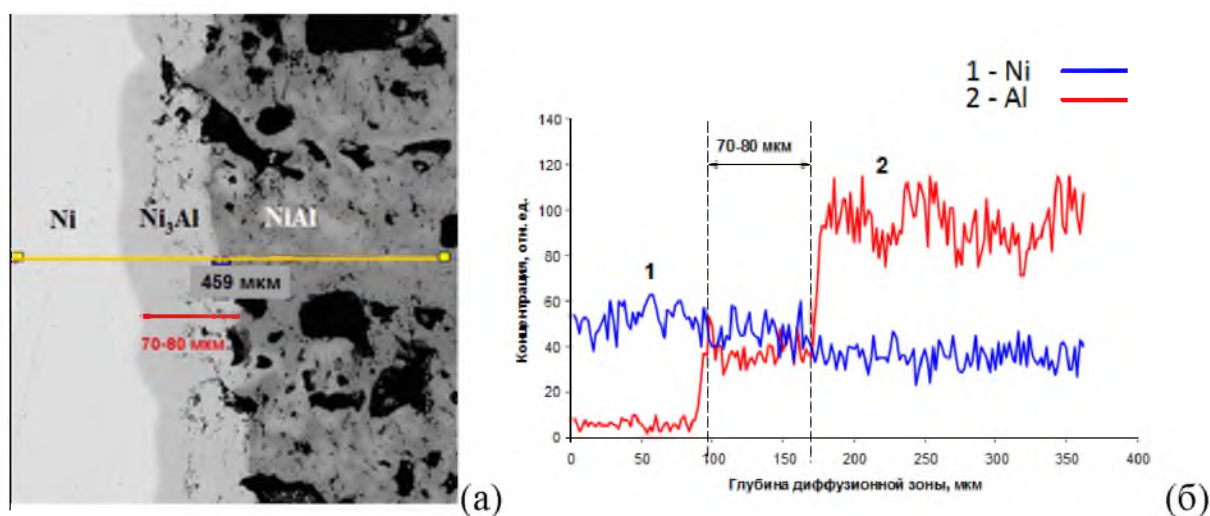 Ni
Ni₃Al
NiAl
459 мкм
70-80 мкм
(а)
1 - Ni
2 - Al
Концентрация, отн. ед.
140
120
100
80
60
40
20
0
70-80 мкм
1
2
0
50
100
150
200
250
300
350
400
Глубина диффузионной зоны, мкм
(б)